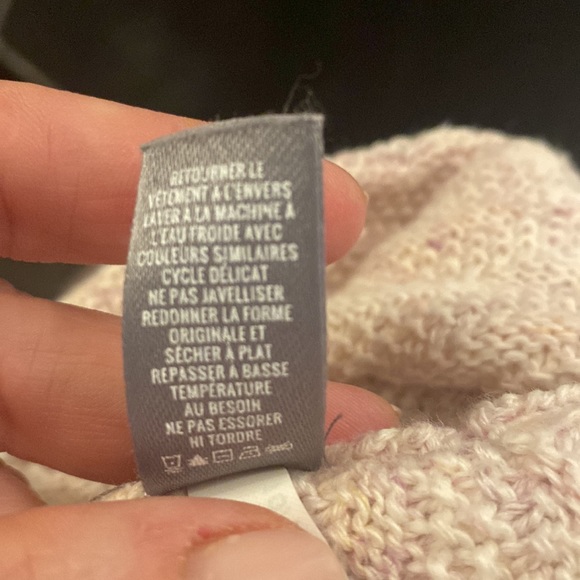 RETOURNER LE
VÊTEMENT À L'ENVERS
LAVER À LA MACHINE À
L'EAU FROIDE AVEC
COULEURS SIMILAIRES
CYCLE DÉLICAT
NE PAS JAVELLISER
REDONNER LA FORME
ORIGINALE ET
SÉCHER À PLAT
REPASSER À BASSE
TEMPÉRATURE
AU BESOIN
NE PAS ESSORER
NI TORDRE